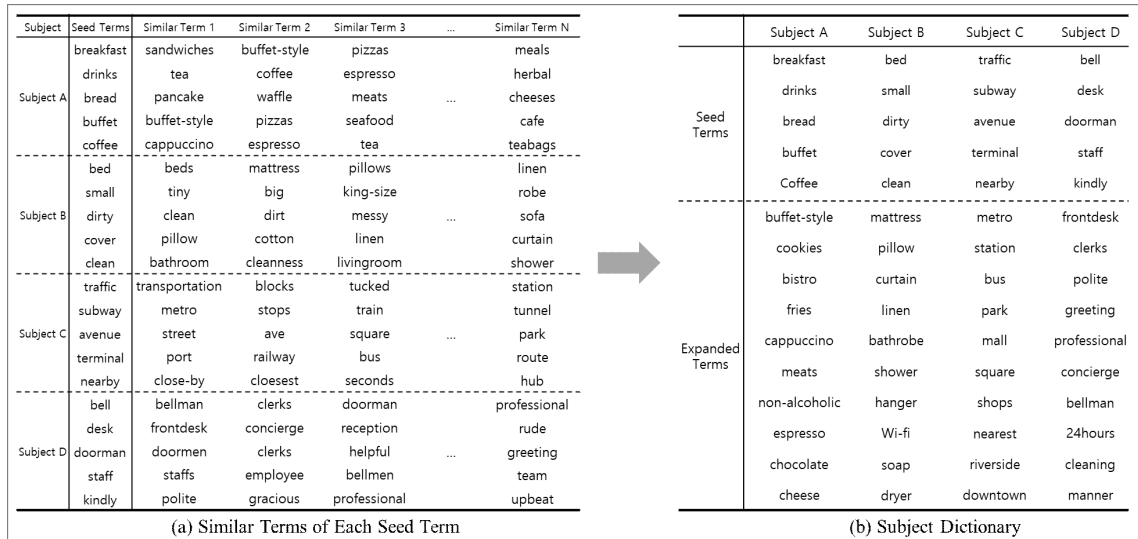 Subject Seed Terms Similar Term 1 Similar Term 2 Similar Term 3 ... Similar Term N
breakfast sandwiches buffet-style pizzas meals
drinks tea coffee espresso herbal
Subject A bread pancake waffle meats ... cheeses
buffet buffet-style pizzas seafood cafe
coffee cappuccino espresso tea teabags
bed beds mattress pillows linen
small tiny big king-size robe
Subject B dirty clean dirt messy ... sofa
cover pillow cotton linen curtain
clean bathroom cleanness livingroom shower
traffic transportation blocks tucked station
subway metro stops train tunnel
Subject C avenue street ave square ... park
terminal port railway bus route
nearby close-by cloesest seconds hub
bell bellman clerks doorman professional
desk frontdesk concierge reception rude
Subject D doorman doormen clerks helpful ... greeting
staff staffs employee bellmen team
kindly polite gracious professional upbeat
(a) Similar Terms of Each Seed Term
Subject A Subject B Subject C Subject D
breakfast bed traffic bell
drinks small subway desk
Seed Terms
bread dirty avenue doorman
buffet cover terminal staff
Coffee clean nearby kindly
buffet-style mattress metro frontdesk
cookies pillow station clerks
bistro curtain bus polite
fries linen park greeting
Expanded Terms
cappuccino bathrobe mall professional
meats shower square concierge
non-alcoholic hanger shops bellman
espresso Wi-fi nearest 24hours
chocolate soap riverside cleaning
cheese dryer downtown manner
(b) Subject Dictionary